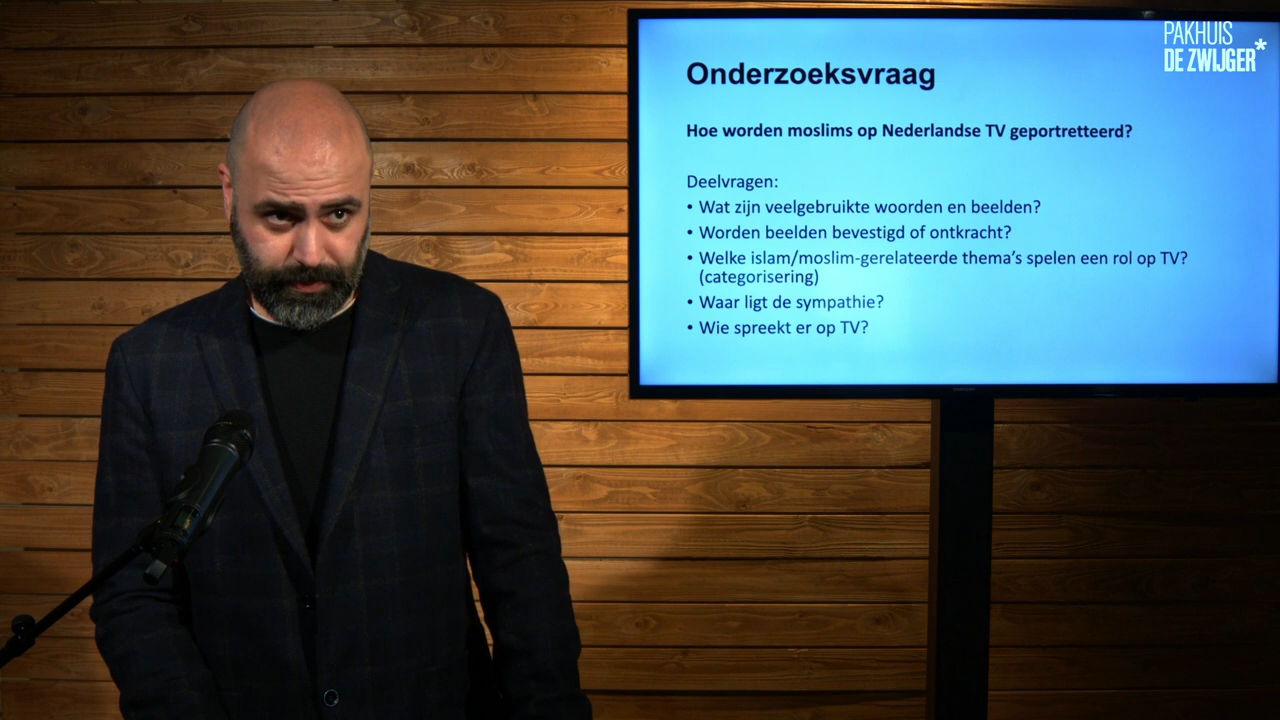 PAKHUIS
DE ZWIJGER*
Onderzoeksvraag
Hoe worden moslims op Nederlandse TV geportretteerd?
Deelvragen:
• Wat zijn veelgebruikte woorden en beelden?
• Worden beelden bevestigd of ontkracht?
• Welke islam/moslim-gerelateerde thema's spelen een rol op TV?
(categorisering)
• Waar ligt de sympathie?
• Wie spreekt er op TV?